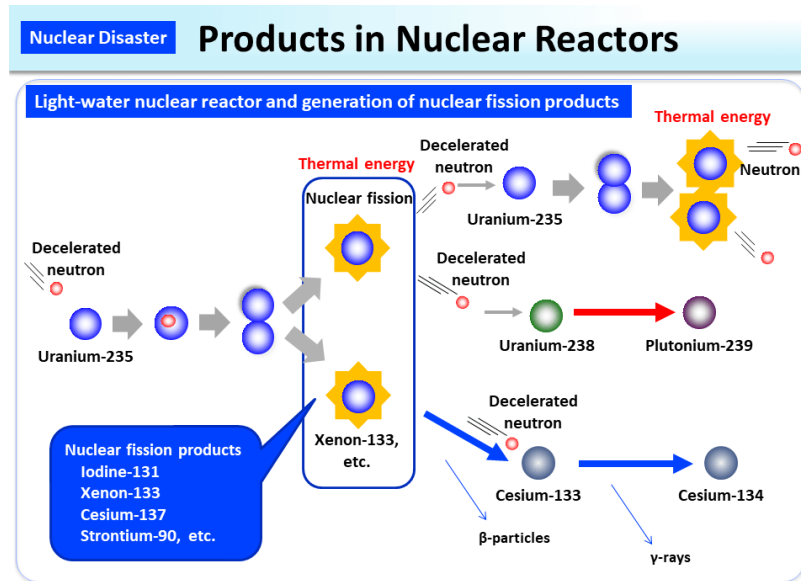 Nuclear Disaster
Products in Nuclear Reactors
Light-water nuclear reactor and generation of nuclear fission products
Thermal energy
Nuclear fission
Decelerated
neutron
Uranium-235
Thermal energy
Neutron
Decelerated
neutron
Uranium-235
Decelerated
neutron
Uranium-238
Plutonium-239
Xenon-133,
etc.
Decelerated
neutron
Cesium-133
Cesium-134
β-particles
γ-rays
Nuclear fission products
Iodine-131
Xenon-133
Cesium-137
Strontium-90, etc.